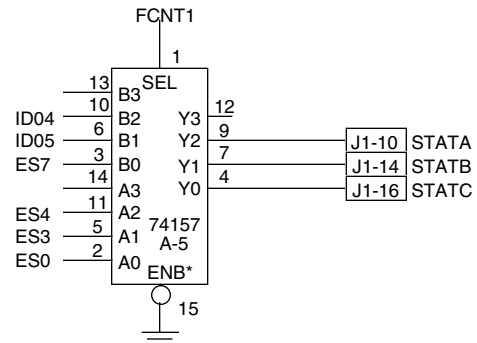 FCNT1
1
13 B3 SEL
ID04 10 B2 Y3 12
ID05 6 B1 Y2 9 J1-10 STATA
ES7 3 B0 Y1 7 J1-14 STATB
14 A3 Y0 4 J1-16 STATC
ES4 11 A2
ES3 5 A1 74157
A-5
ES0 2 A0
ENB*
15